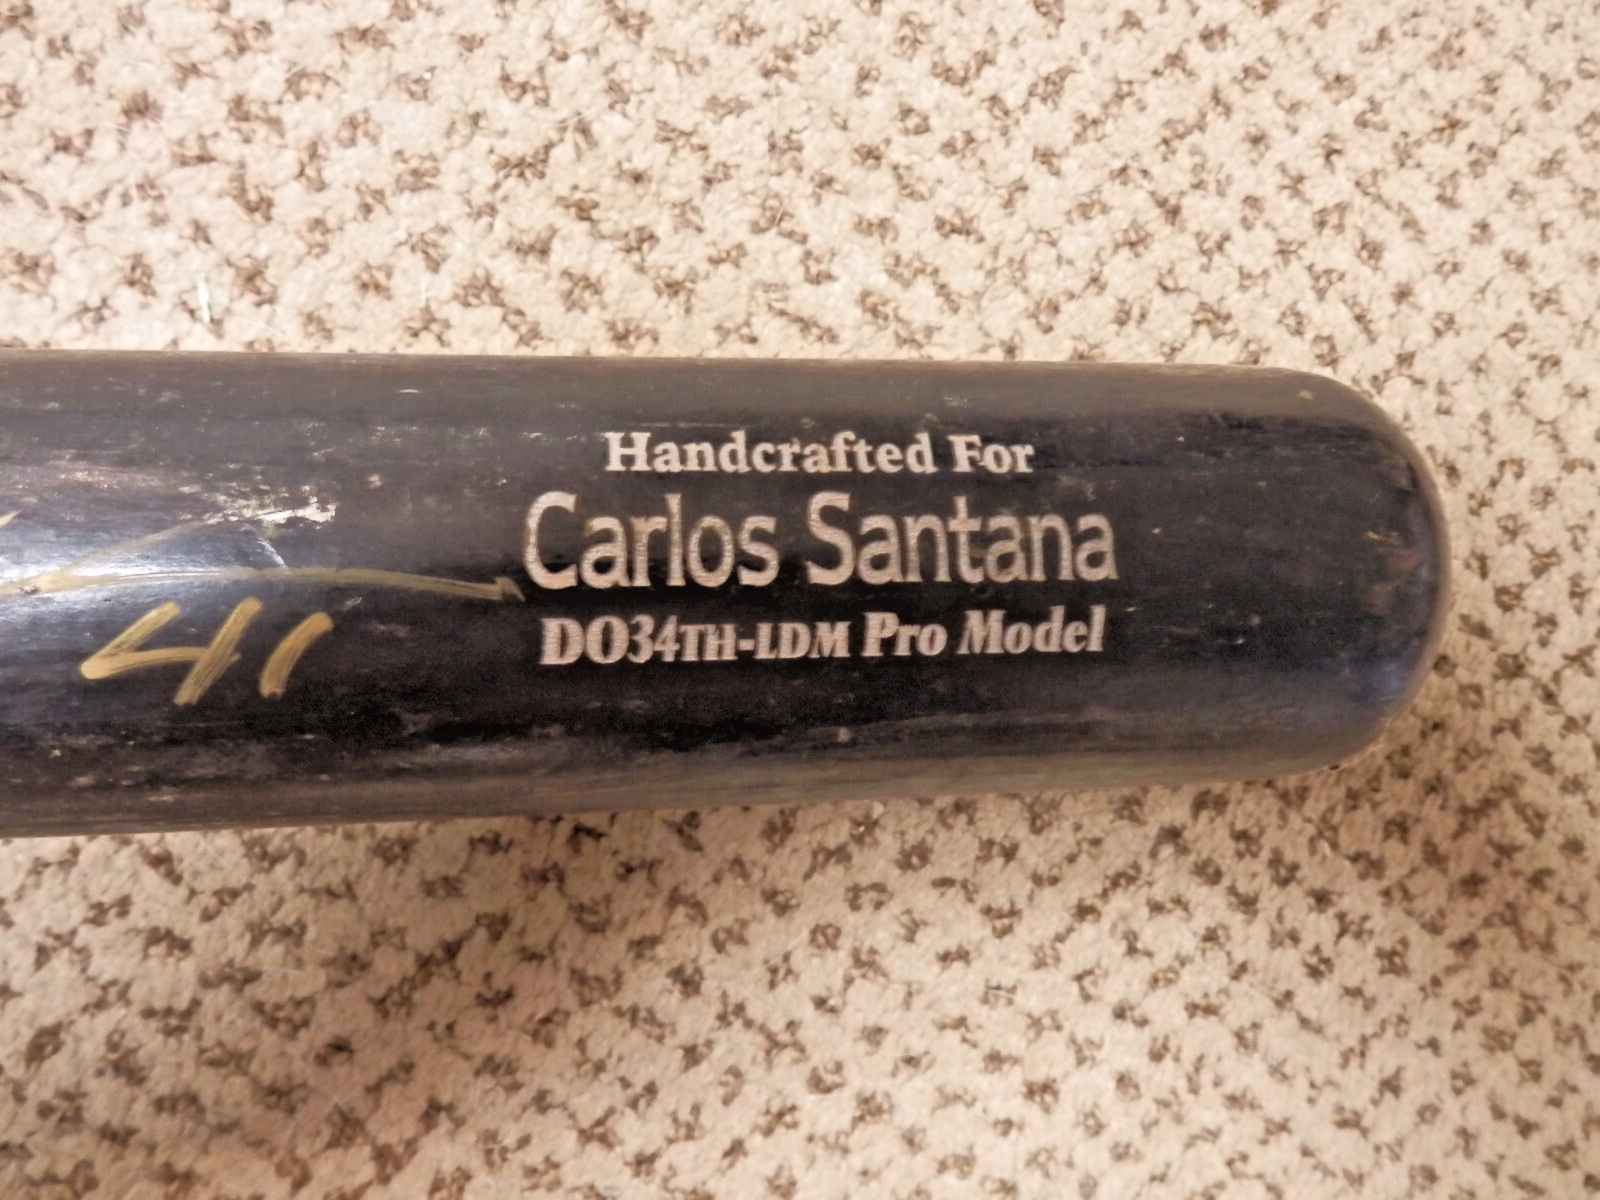 Handcrafted For
Carlos Santana
DO34TH-LDM Pro Model
41